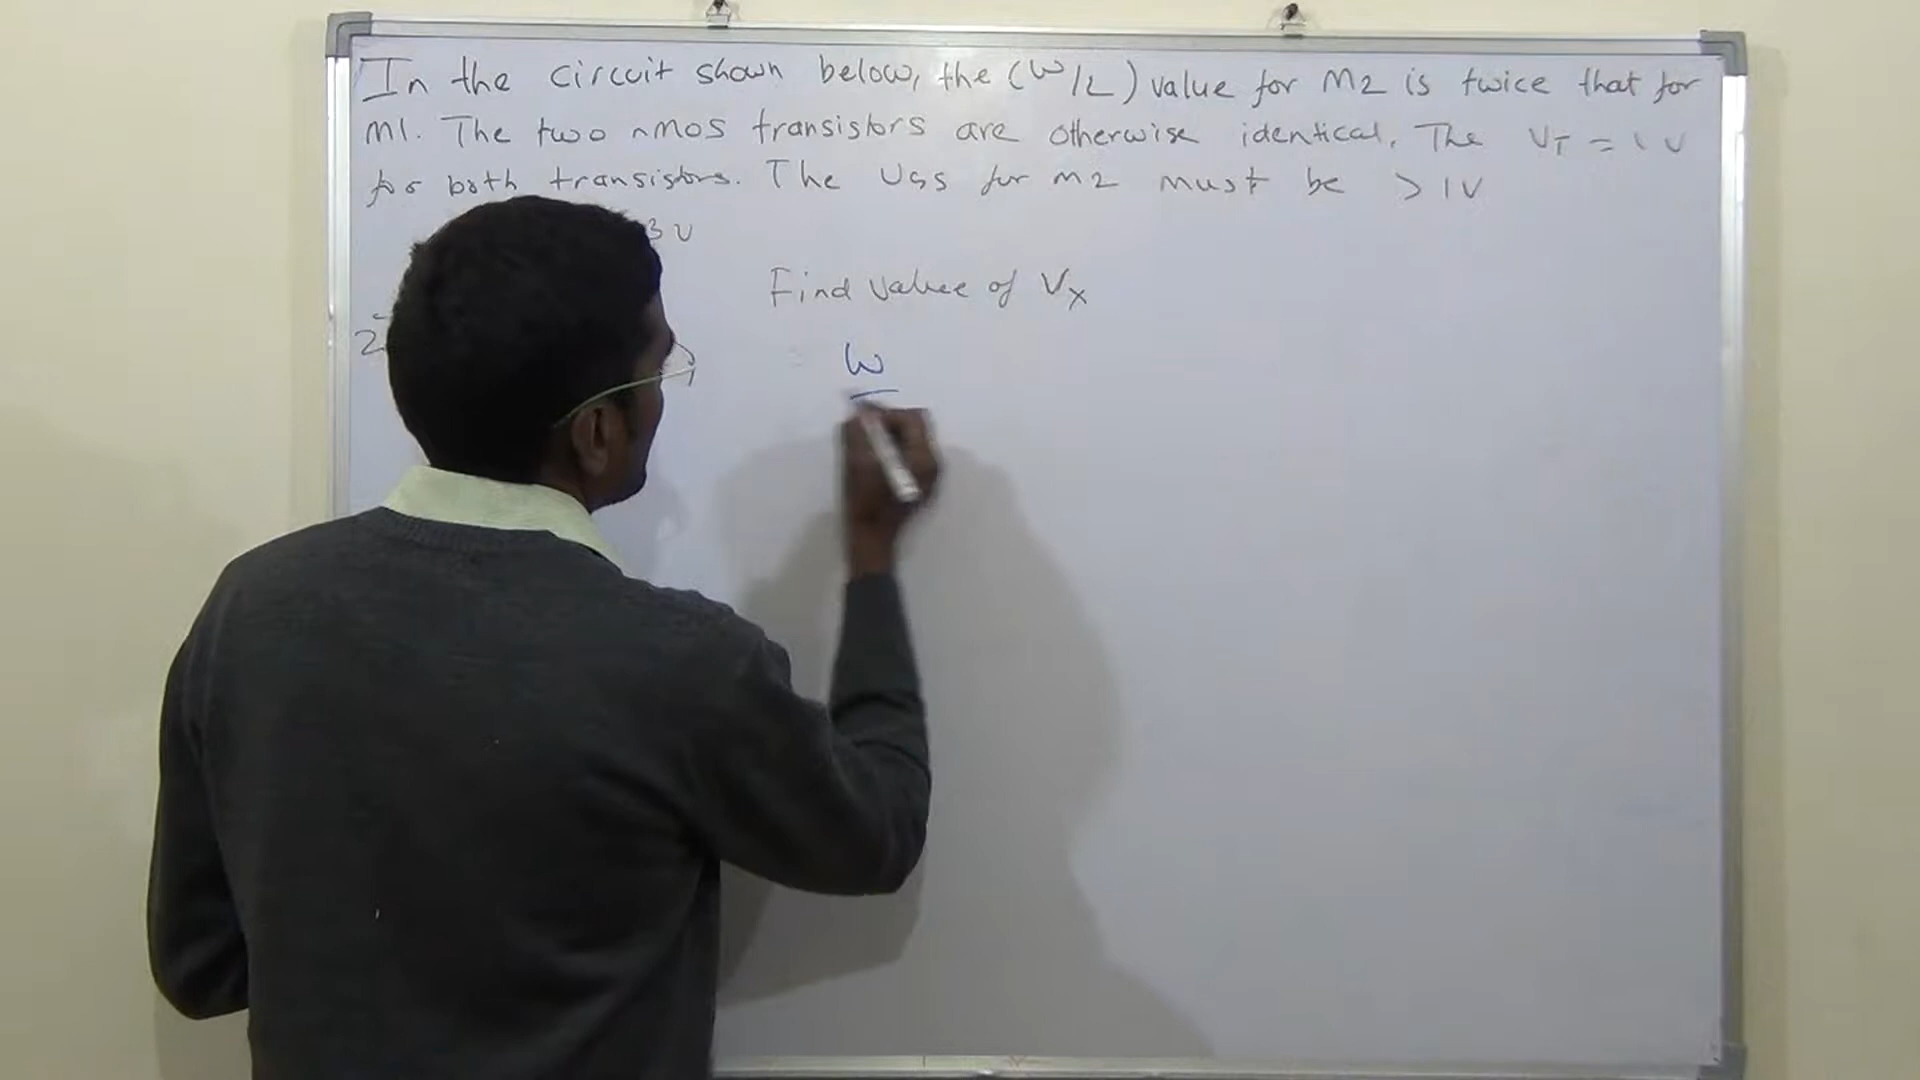 In the circuit shown below, the (W/L) value for M2 is twice that for
M1. The two nMOS transistors are otherwise identical. The VT = 1V
for both transistors. The VGS for M2 must be > 1V
3V
Find value of Vx
2
W